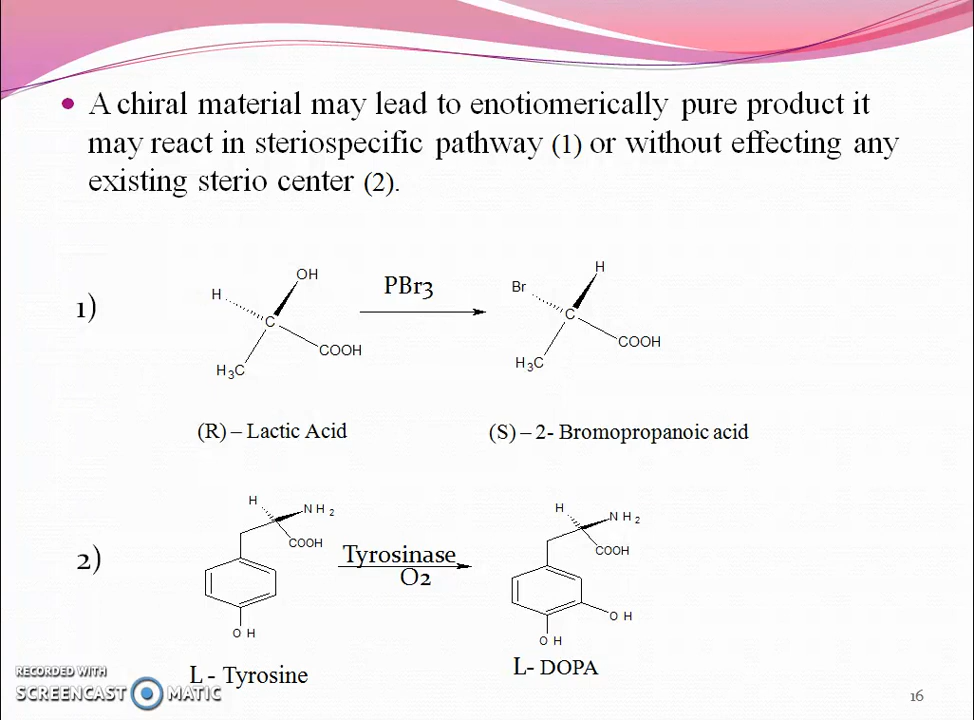 • A chiral material may lead to enotiomerically pure product it
may react in steriospecific pathway (1) or without effecting any
existing sterio center (2).
1)
OH
H
C
COOH
H3C
PBr3
H
Br
C
COOH
H3C
(R) – Lactic Acid
(S) – 2- Bromopropanoic acid
2)
H
NH2
COOH
OH
Tyrosinase
O2
H
NH2
COOH
OH
OH
L - Tyrosine
L- DOPA
RECORDED WITH
SCREENCAST MATIC
16